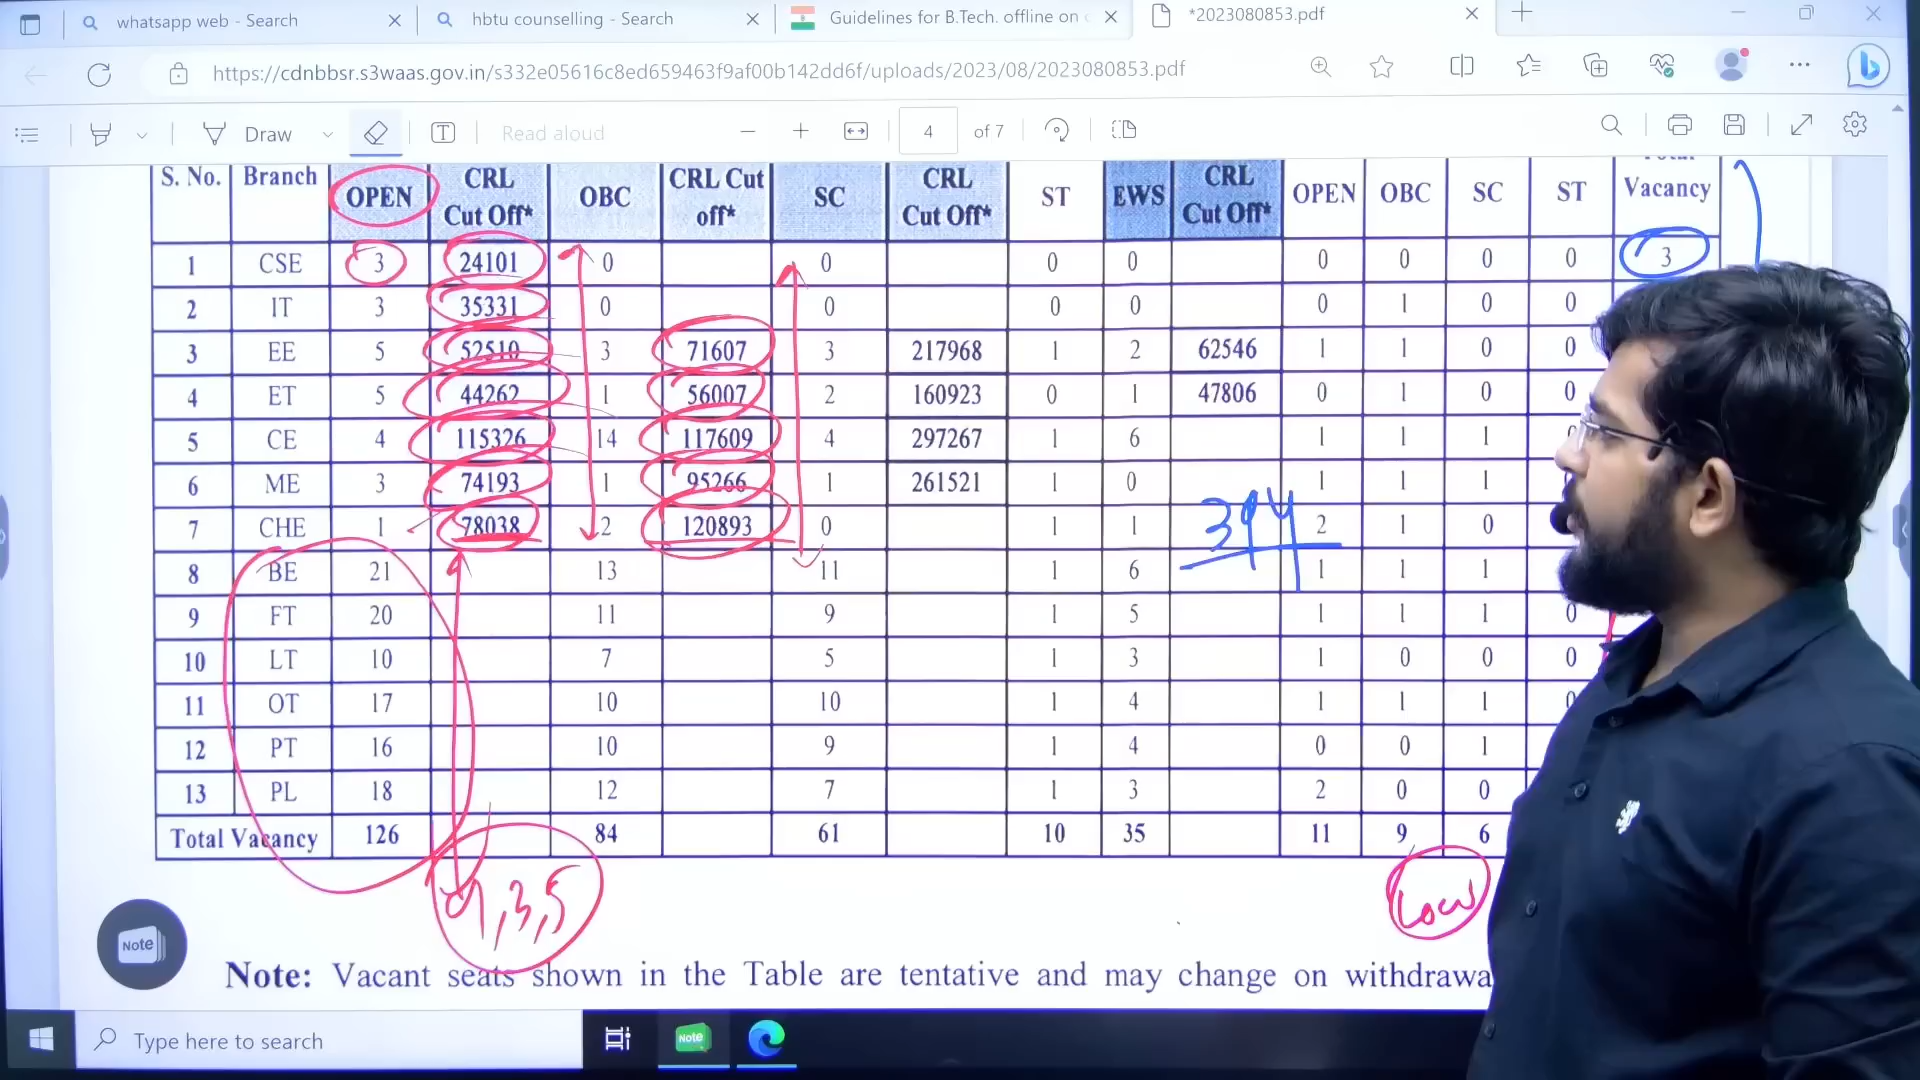 whatsapp web - Search
hbtu counselling - Search
Guidelines for B.Tech. offline on
*2023080853.pdf
https://cdnbbsr.s3waas.gov.in/s332e05616c8ed659463f9af00b142dd6f/uploads/2023/08/2023080853.pdf
Draw
Read aloud
4 of 7
S. No. Branch OPEN CRL Cut Off* OBC CRL Cut off* SC CRL Cut Off* ST EWS CRL Cut Off* OPEN OBC SC ST Total Vacancy
1 CSE 3 24101 0 0 0 0 0 0 0 0 3
2 IT 3 35331 0 0 0 0 0 1 0 0
3 EE 5 52510 3 71607 3 217968 1 2 62546 1 1 0 0
4 ET 5 44262 1 56007 2 160923 0 1 47806 0 1 0 0
5 CE 4 115326 14 117609 4 297267 1 6 1 1 1
6 ME 3 74193 1 95266 1 261521 1 0 1 1 1
7 CHE 1 78038 2 120893 0 1 1 2 1 0
394
8 BE 21 13 11 1 6 1 1 1
9 FT 20 11 9 1 5 1 1 1 0
10 LT 10 7 5 1 3 1 0 0 0
11 OT 17 10 10 1 4 1 1 1 0
12 PT 16 10 9 1 4 0 0 1
13 PL 18 12 7 1 3 2 0 0
Total Vacancy 126 84 61 10 35 11 9 6
Note
Note: Vacant seats shown in the Table are tentative and may change on withdrawa
Type here to search
Note